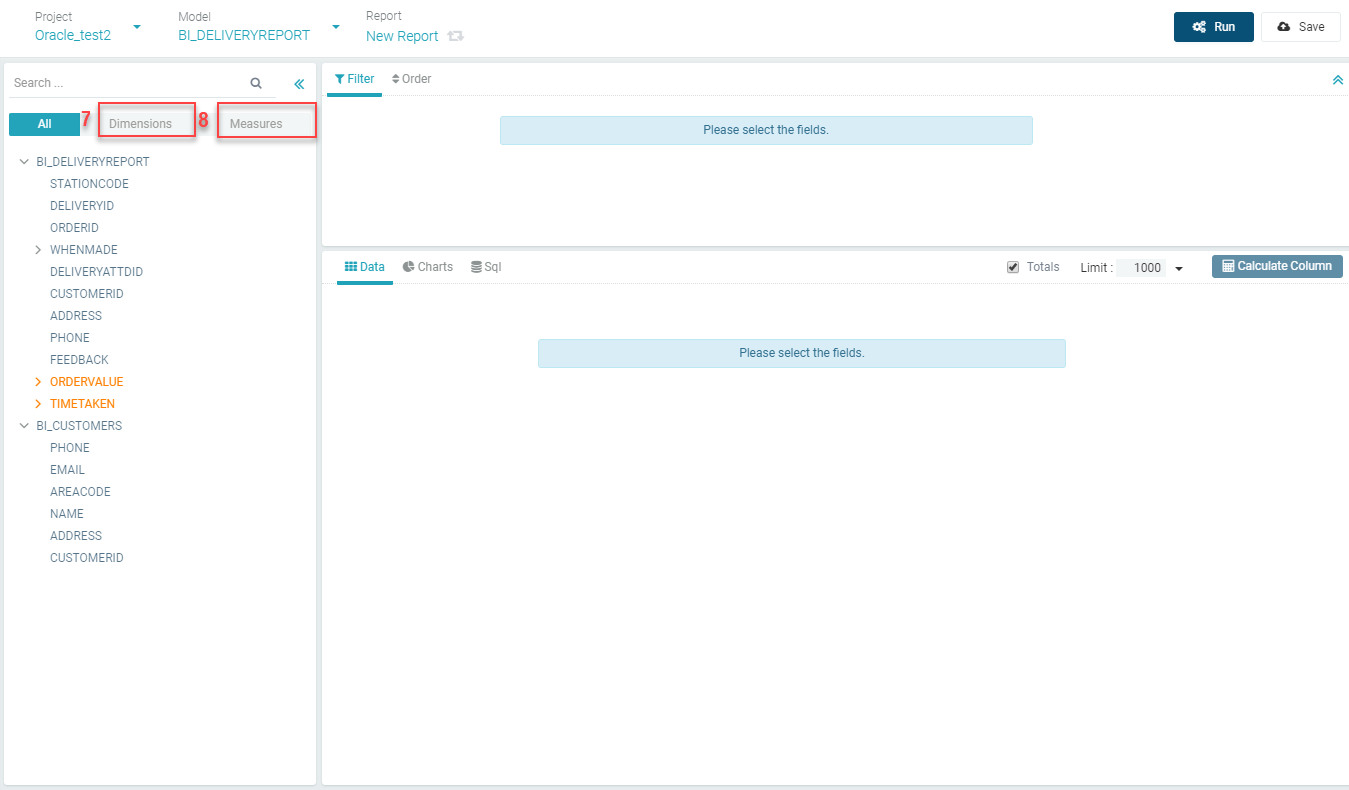 Project Model Report
Oracle_test2 BI_DELIVERYREPORT New Report
Run Save
Search ...
All 7 Dimensions 8 Measures
BI_DELIVERYREPORT
STATIONCODE
DELIVERYID
ORDERID
WHENMADE
DELIVERYATTDID
CUSTOMERID
ADDRESS
PHONE
FEEDBACK
ORDERVALUE
TIMETAKEN
BI_CUSTOMERS
PHONE
EMAIL
AREACODE
NAME
ADDRESS
CUSTOMERID
Filter Order
Please select the fields.
Data Charts Sql Totals Limit : 1000 Calculate Column
Please select the fields.